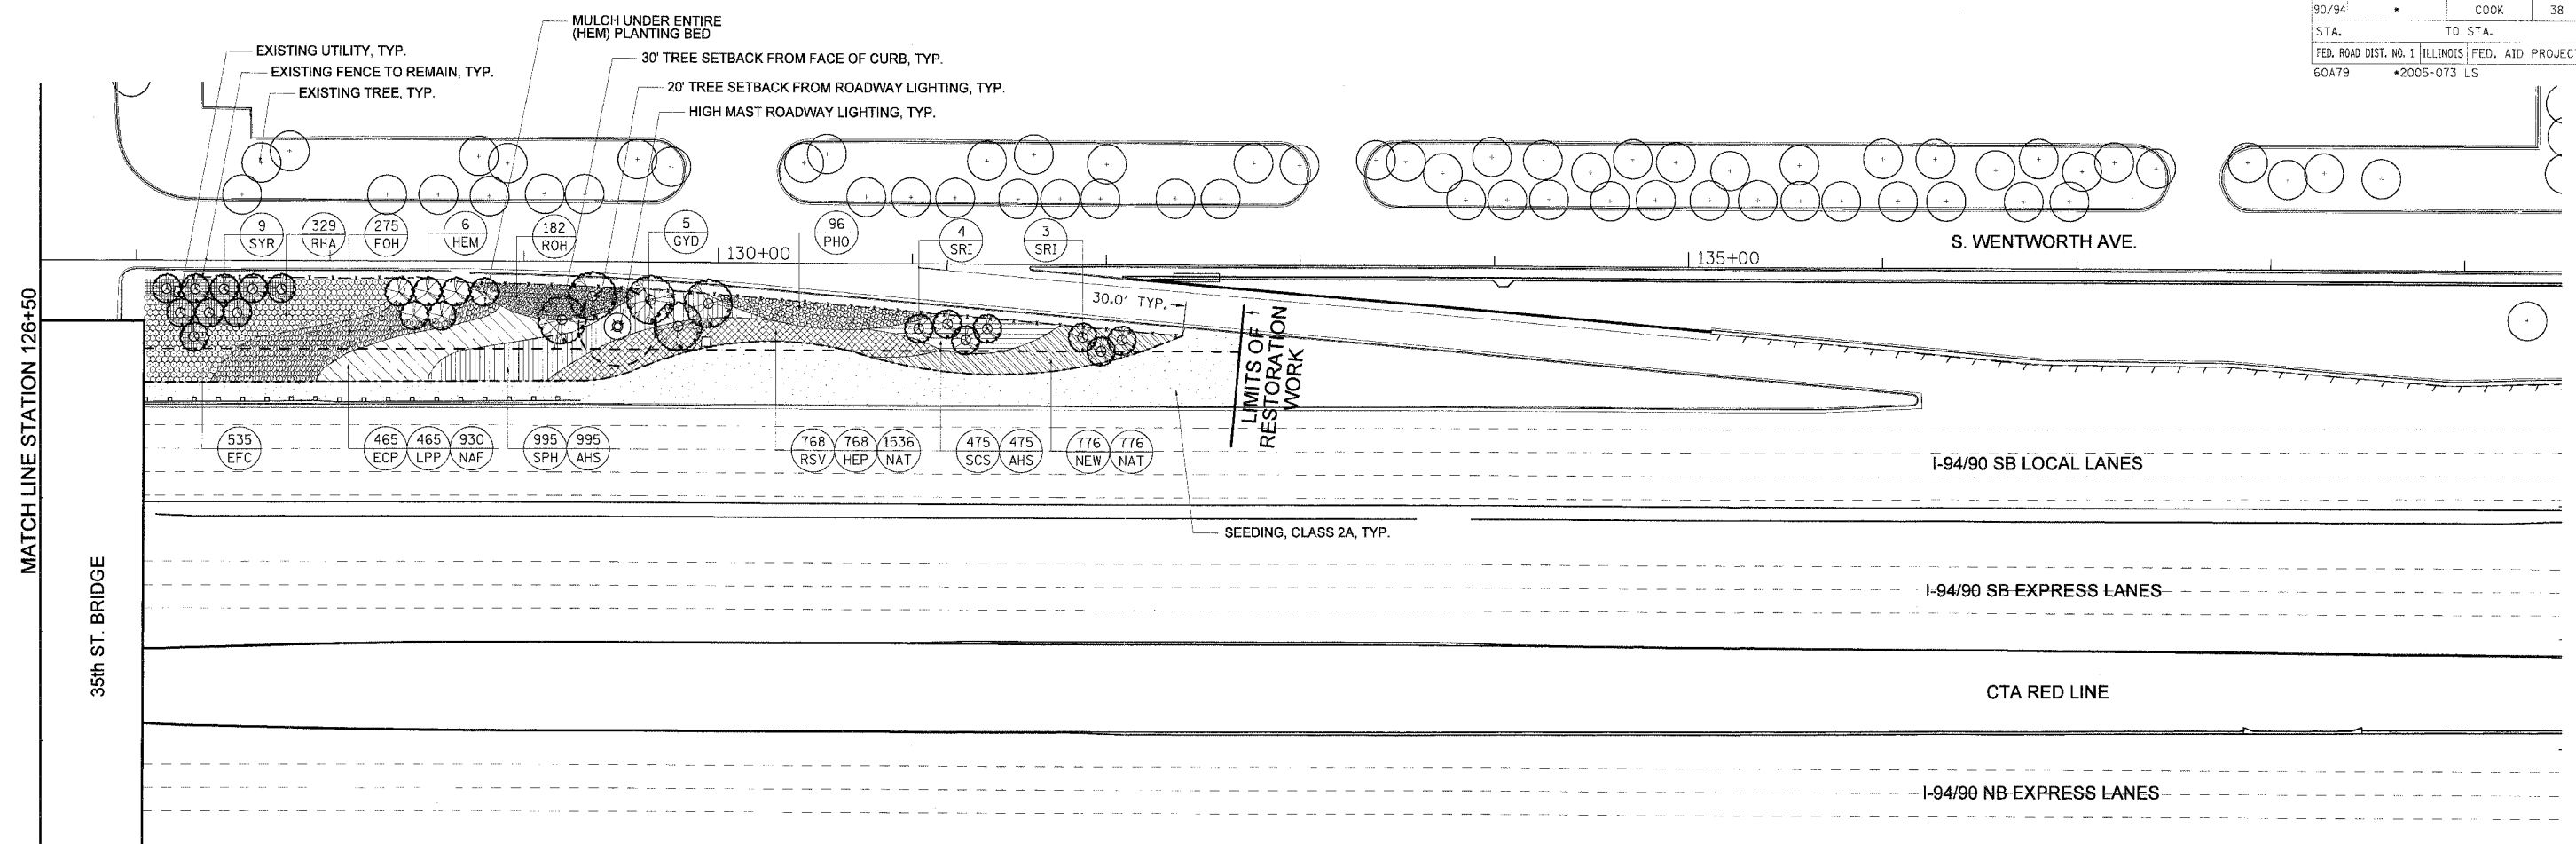 90/94 * COOK 38
STA. TO STA.
FED. ROAD DIST. NO. 1 ILLINOIS FED. AID PROJEC
60A79 *2005-073 LS
MULCH UNDER ENTIRE
(HEM) PLANTING BED
EXISTING UTILITY, TYP.
30' TREE SETBACK FROM FACE OF CURB, TYP.
EXISTING FENCE TO REMAIN, TYP.
20' TREE SETBACK FROM ROADWAY LIGHTING, TYP.
EXISTING TREE, TYP.
HIGH MAST ROADWAY LIGHTING, TYP.
9 SYR
329 RHA
275 FOH
6 HEM
182 ROH
5 GYD
96 PHO
4 SRI
3 SRI
S. WENTWORTH AVE.
130+00
135+00
30.0' TYP.
LIMITS OF
RESTORATION
WORK
MATCH LINE STATION 126+50
535 EFC
465 ECP
465 LPP
930 NAF
995 SPH
995 AHS
768 RSV
768 HEP
1536 NAT
475 SCS
475 AHS
776 NEW
776 NAT
I-94/90 SB LOCAL LANES
SEEDING, CLASS 2A, TYP.
35th ST. BRIDGE
I-94/90 SB EXPRESS LANES
CTA RED LINE
I-94/90 NB EXPRESS LANES